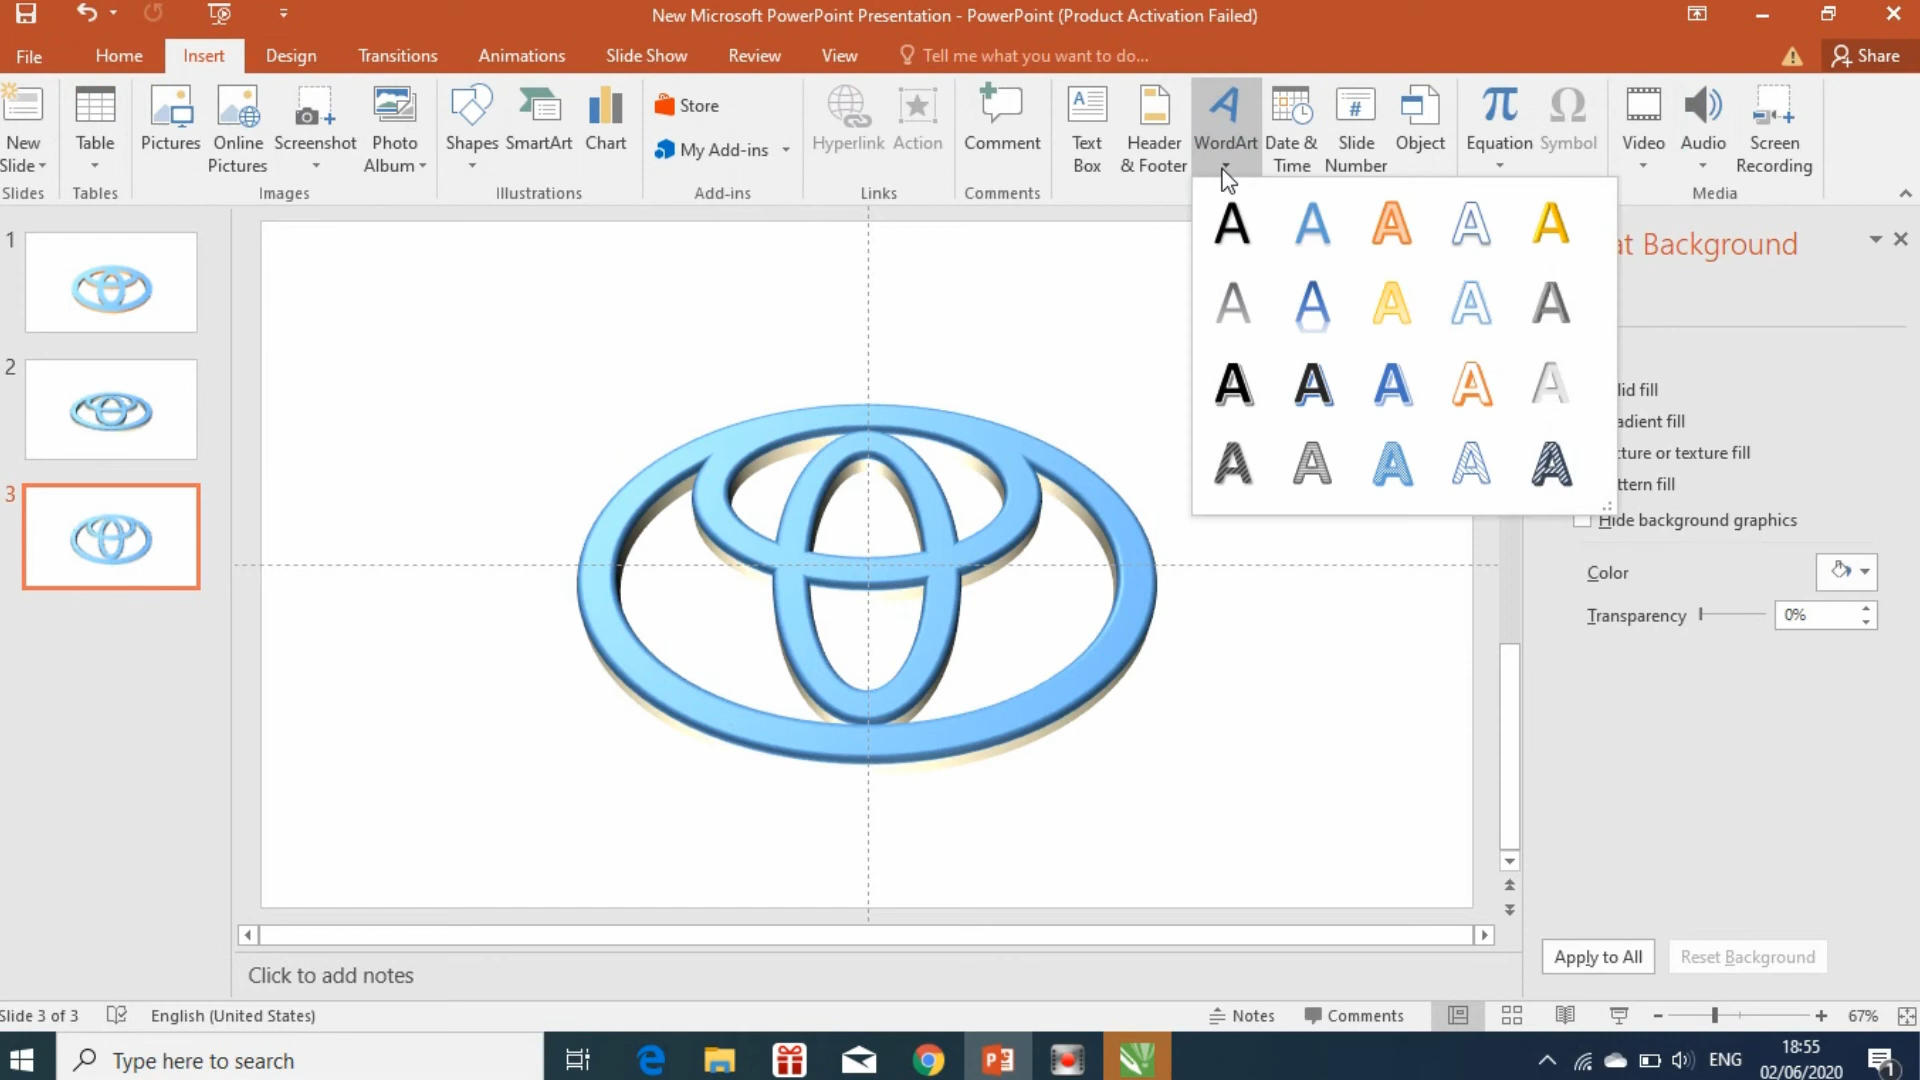 New Microsoft PowerPoint Presentation - PowerPoint (Product Activation Failed)
File Home Insert Design Transitions Animations Slide Show Review View Tell me what you want to do... Share
New Slide
Table
Pictures
Online Pictures
Screenshot
Photo Album
Shapes
SmartArt
Chart
Store
My Add-ins
Hyperlink
Action
Comment
Text Box
Header & Footer
WordArt
Date & Time
Slide Number
Object
Equation
Symbol
Video
Audio
Screen Recording
Slides Tables Images Illustrations Add-ins Links Comments Media
A A A A A
A A A A A
A A A A A
A A A A A
at Background
lid fill
adient fill
cture or texture fill
ttern fill
Hide background graphics
Color
Transparency 0%
Apply to All Reset Background
1
2
3
Click to add notes
Slide 3 of 3 English (United States) Notes Comments 67%
Type here to search
ENG
18:55
02/06/2020
1